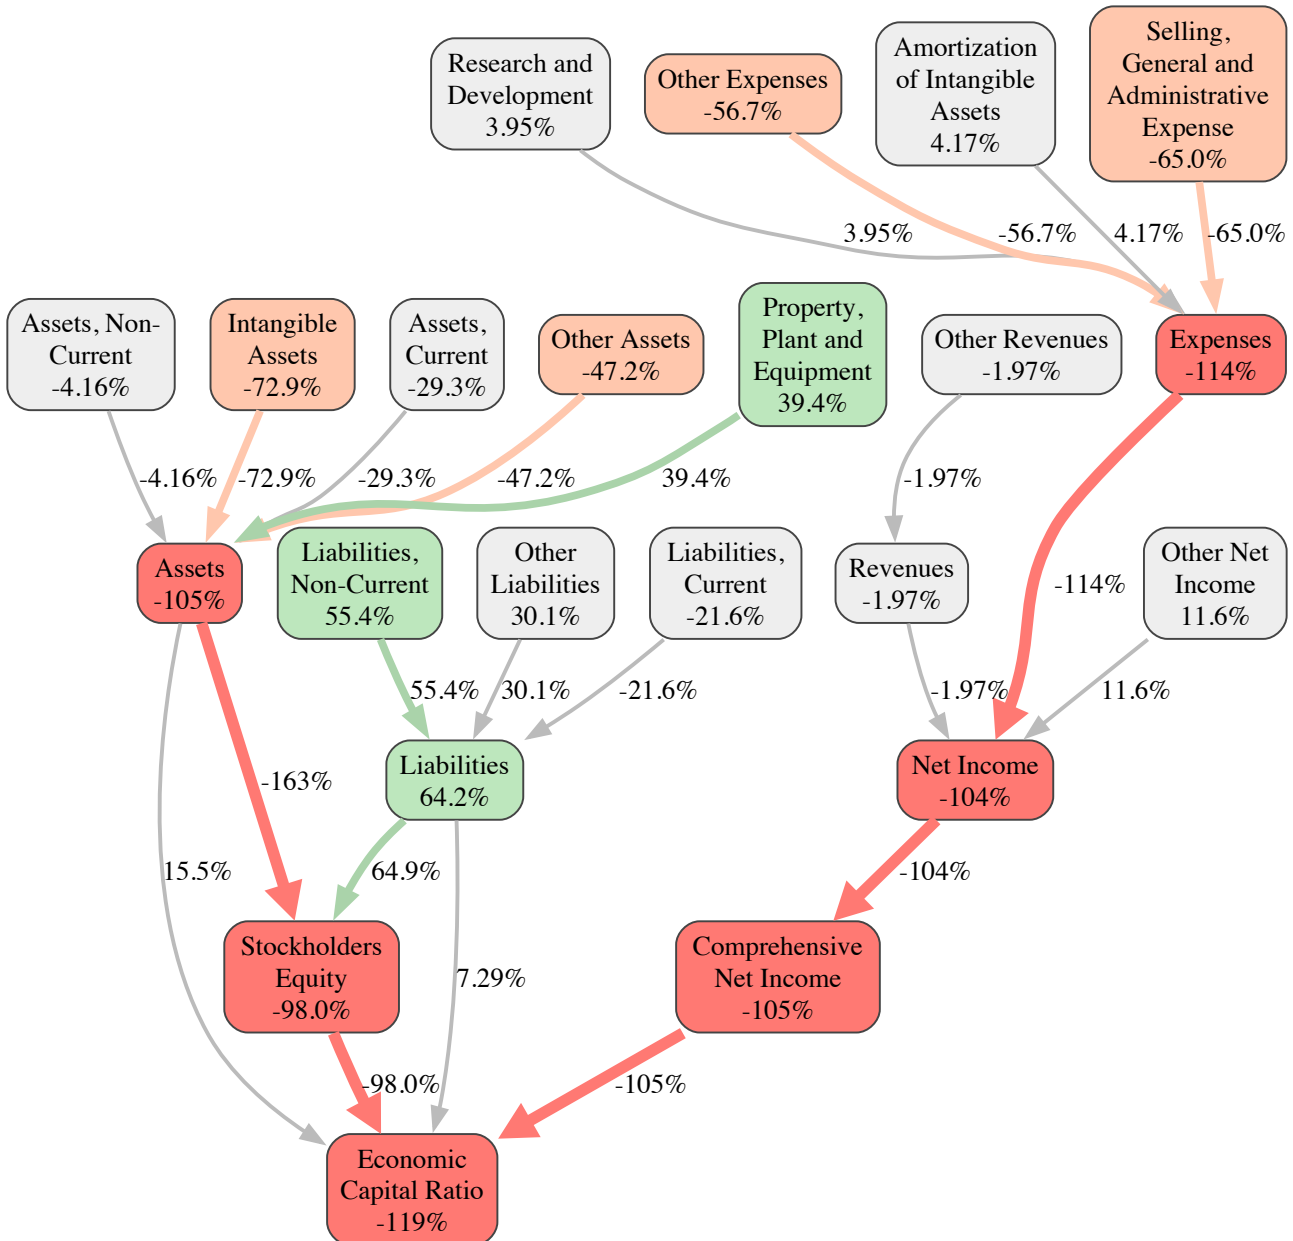 Research and
Development
3.95%
Other Expenses
-56.7%
Amortization
of Intangible
Assets
4.17%
Selling,
General and
Administrative
Expense
-65.0%
3.95%
-56.7%
4.17%
-65.0%
Assets, Non-
Current
-4.16%
Intangible
Assets
-72.9%
Assets,
Current
-29.3%
Other Assets
-47.2%
Property,
Plant and
Equipment
39.4%
Other Revenues
-1.97%
Expenses
-114%
-4.16%
-72.9%
-29.3%
-47.2%
39.4%
-1.97%
Assets
-105%
Liabilities,
Non-Current
55.4%
Other
Liabilities
30.1%
Liabilities,
Current
-21.6%
Revenues
-1.97%
-114%
Other Net
Income
11.6%
55.4%
30.1%
-21.6%
-1.97%
11.6%
-163%
Liabilities
64.2%
Net Income
-104%
15.5%
64.9%
-104%
Stockholders
Equity
-98.0%
7.29%
Comprehensive
Net Income
-105%
-98.0%
-105%
Economic
Capital Ratio
-119%